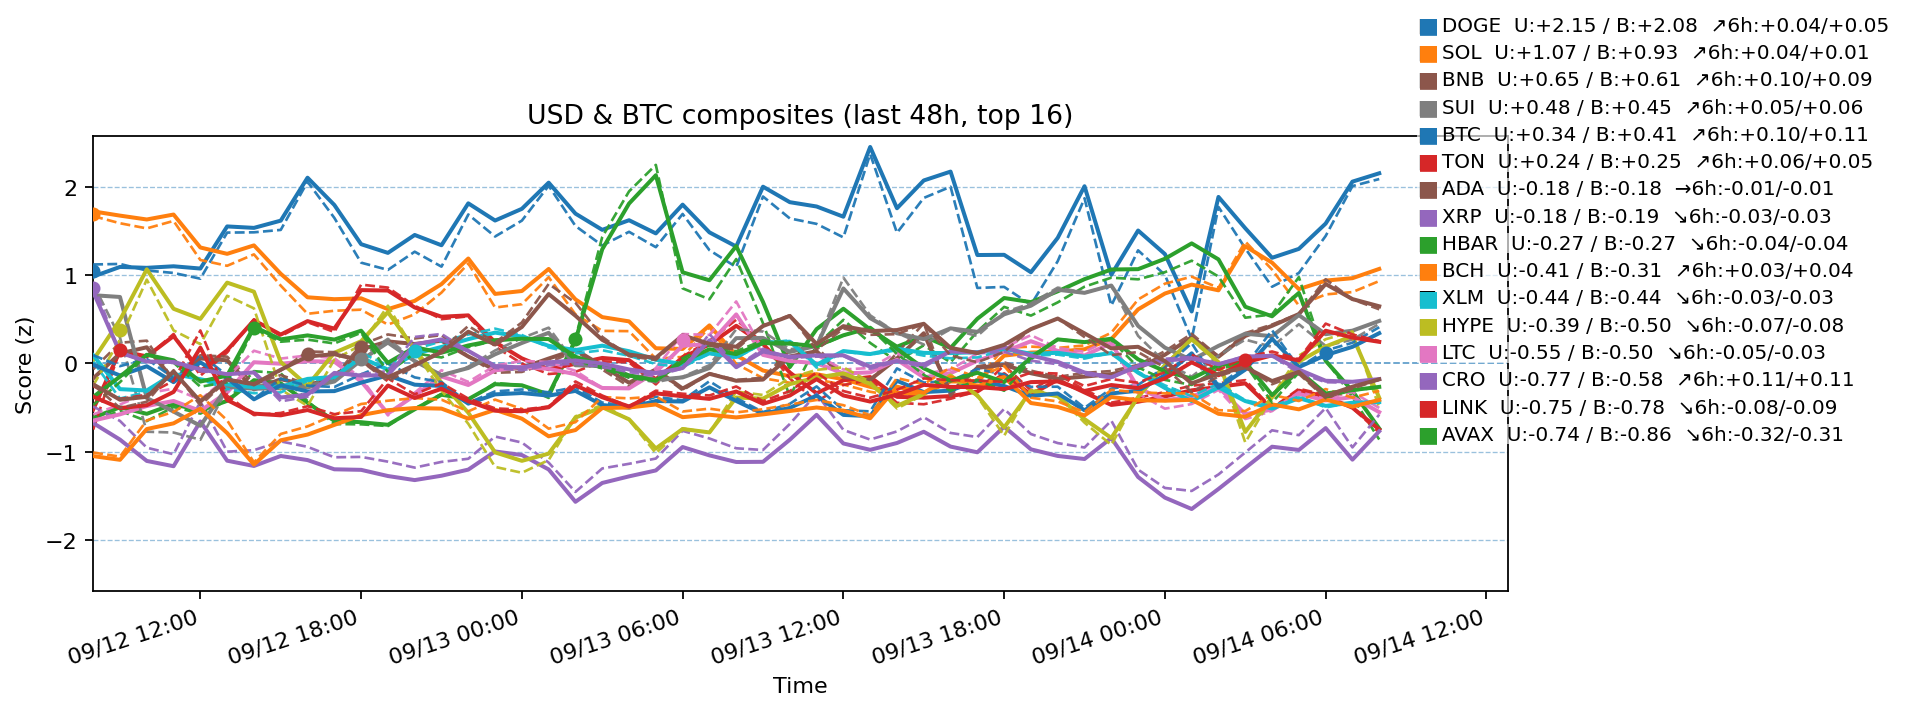 DOGE U:+2.15 / B:+2.08 ↗6h:+0.04/+0.05
SOL U:+1.07 / B:+0.93 ↗6h:+0.04/+0.01
BNB U:+0.65 / B:+0.61 ↗6h:+0.10/+0.09
SUI U:+0.48 / B:+0.45 ↗6h:+0.05/+0.06
BTC U:+0.34 / B:+0.41 ↗6h:+0.10/+0.11
TON U:+0.24 / B:+0.25 ↗6h:+0.06/+0.05
ADA U:-0.18 / B:-0.18 →6h:-0.01/-0.01
XRP U:-0.18 / B:-0.19 ↘6h:-0.03/-0.03
HBAR U:-0.27 / B:-0.27 ↘6h:-0.04/-0.04
BCH U:-0.41 / B:-0.31 ↗6h:+0.03/+0.04
XLM U:-0.44 / B:-0.44 ↘6h:-0.03/-0.03
HYPE U:-0.39 / B:-0.50 ↘6h:-0.07/-0.08
LTC U:-0.55 / B:-0.50 ↘6h:-0.05/-0.03
CRO U:-0.77 / B:-0.58 ↗6h:+0.11/+0.11
LINK U:-0.75 / B:-0.78 ↘6h:-0.08/-0.09
AVAX U:-0.74 / B:-0.86 ↘6h:-0.32/-0.31
USD & BTC composites (last 48h, top 16)
Score (z)
2
1
0
−1
−2
09/12 12:00
09/12 18:00
09/13 00:00
09/13 06:00
09/13 12:00
09/13 18:00
09/14 00:00
09/14 06:00
09/14 12:00
Time